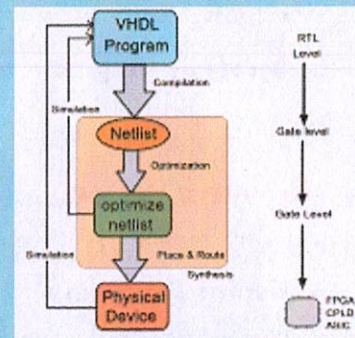 VHDL
Program
RTL
Level
Compilation
Simulation
Netlist
Gate level
Optimization
optimize
netlist
Gate Level
Simulation
Place & Route
Synthesis
Physical
Device
FPGA
CPLD
ASIC